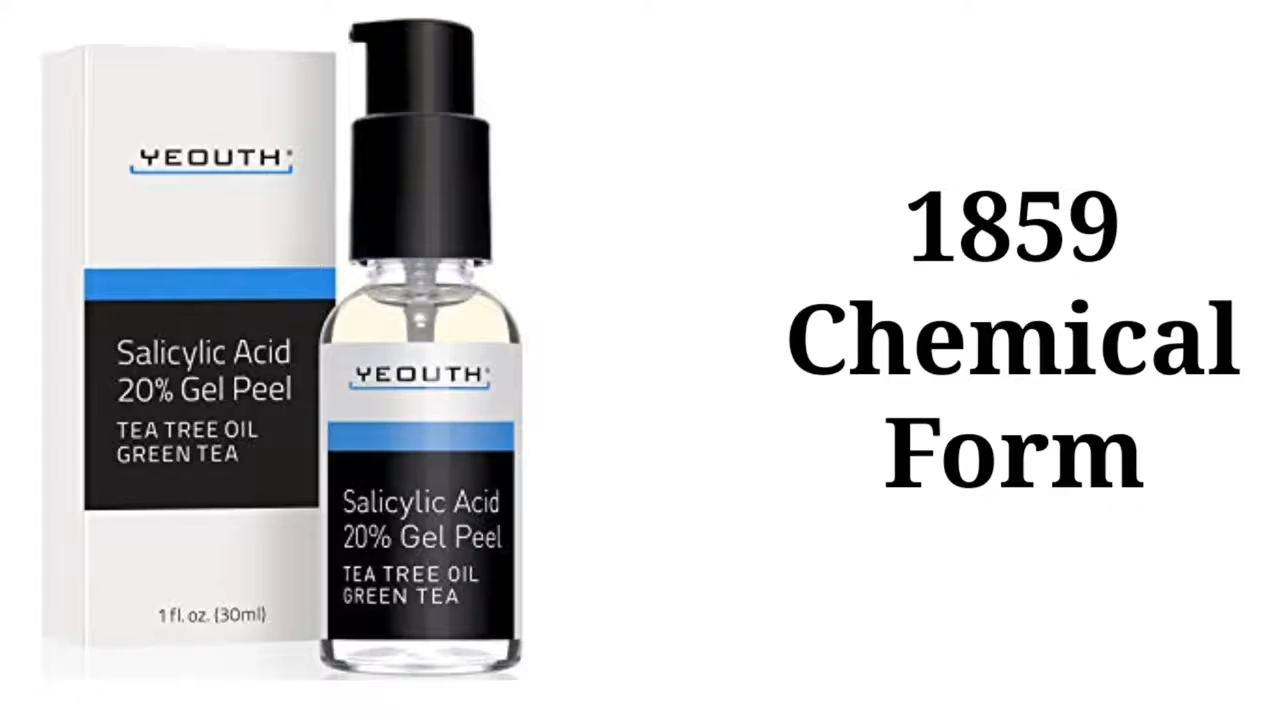 YEOUTH
Salicylic Acid
20% Gel Peel
TEA TREE OIL
GREEN TEA
1 fl. oz. (30ml)
YEOUTH
Salicylic Acid
20% Gel Peel
TEA TREE OIL
GREEN TEA
1859
Chemical
Form